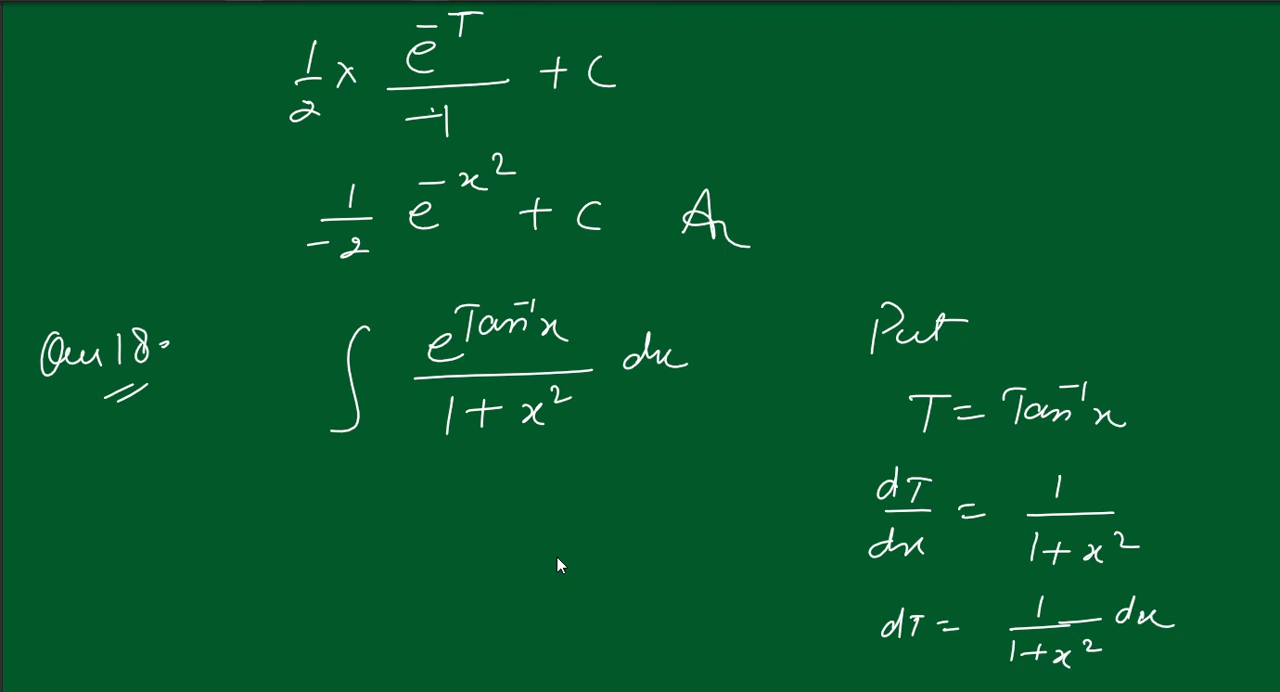 1/2 × e^-T / -1 + C
1/-2 e^-x² + C An
Que 18.
∫ e^Tan⁻¹x / 1 + x² dx
Put
T = Tan⁻¹x
dT/dx = 1 / 1 + x²
dT = 1 / 1 + x² dx